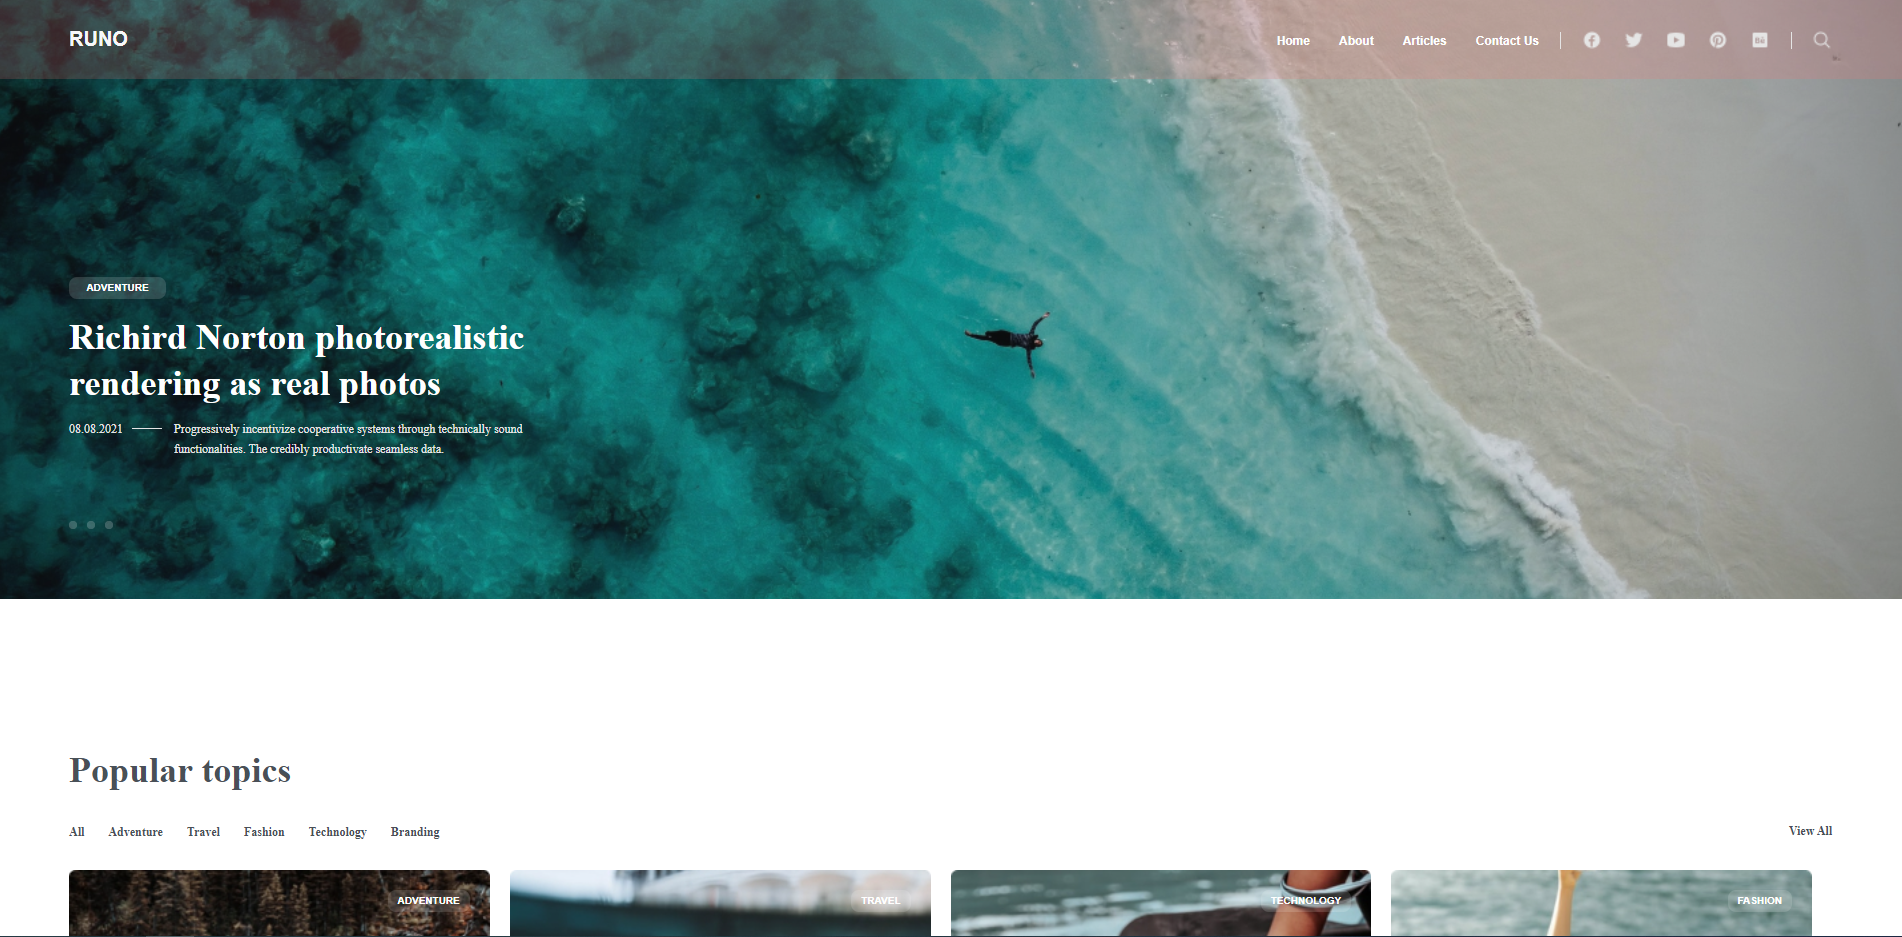 RUNO
Home About Articles Contact Us
ADVENTURE
Richird Norton photorealistic
rendering as real photos
08.08.2021 Progressively incentivize cooperative systems through technically sound
functionalities. The credibly productivate seamless data.
Popular topics
All Adventure Travel Fashion Technology Branding View All
ADVENTURE TRAVEL TECHNOLOGY FASHION